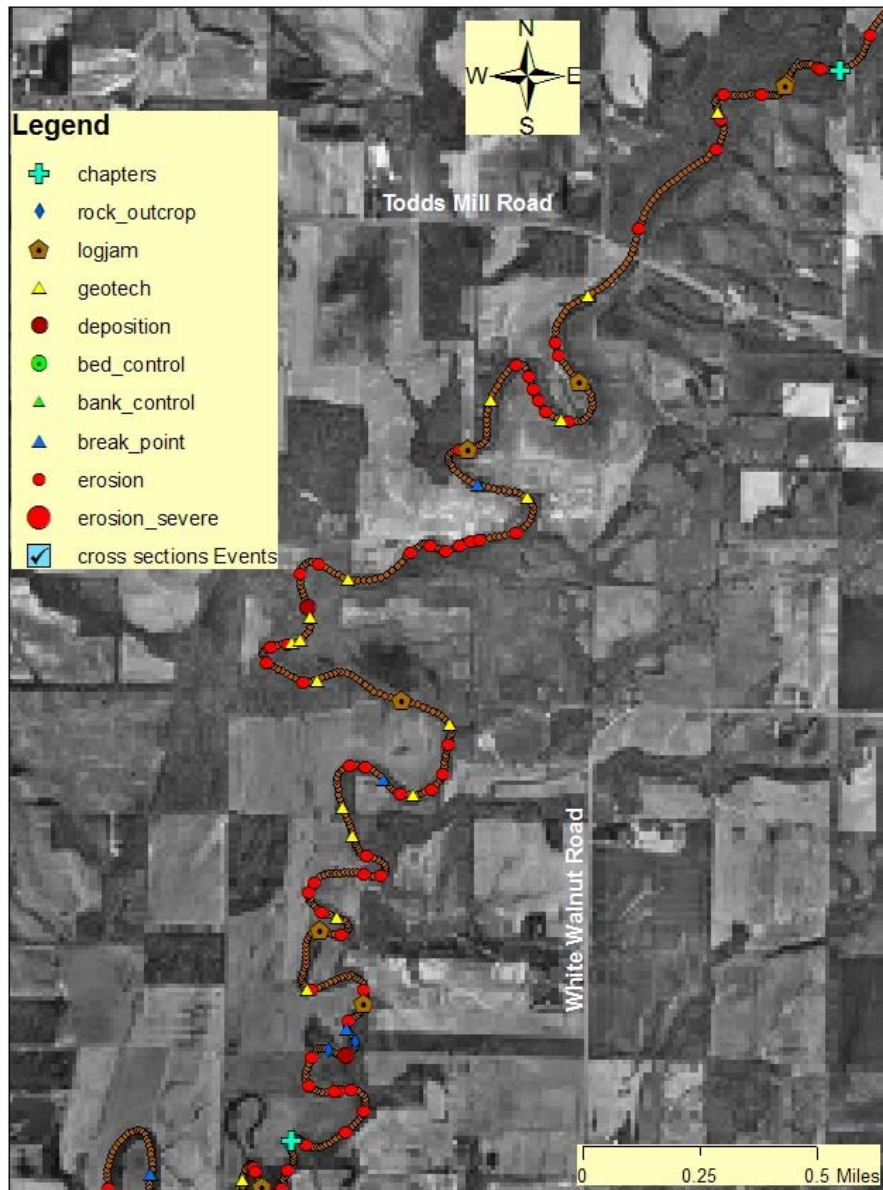 N
W E
S
Legend
chapters
rock_outcrop
logjam
geotech
deposition
bed_control
bank_control
break_point
erosion
erosion_severe
cross sections Events
Todds Mill Road
White Walnut Road
0 0.25 0.5 Miles